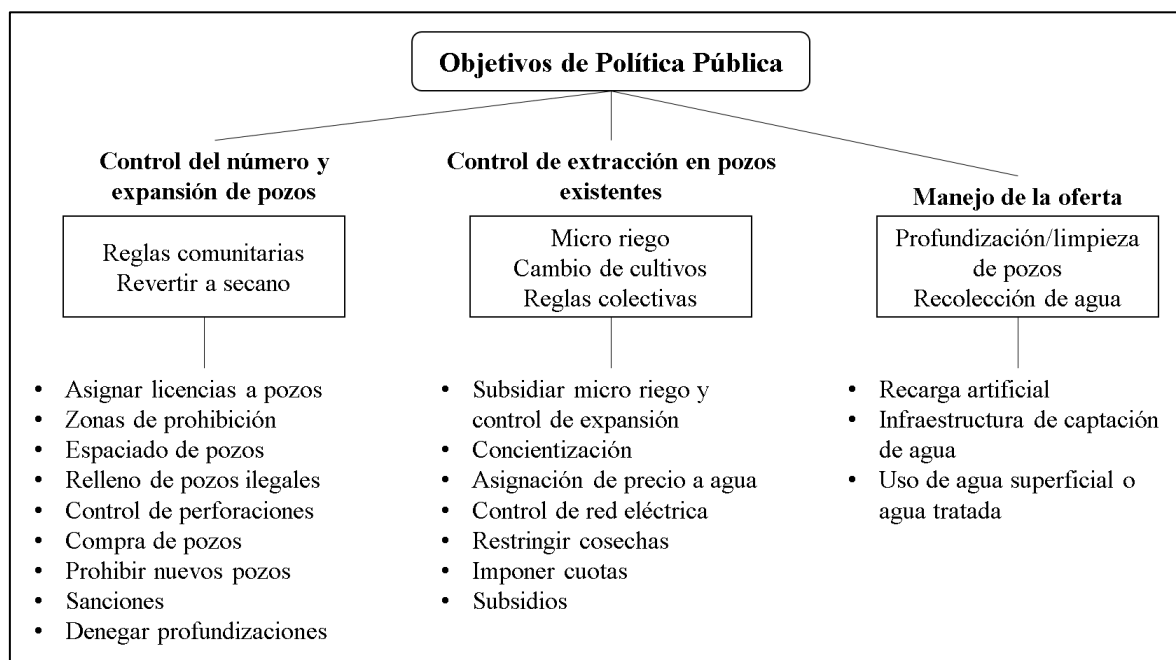 Objetivos de Política Pública
Control del número y
expansión de pozos
Reglas comunitarias
Revertir a secano
• Asignar licencias a pozos
• Zonas de prohibición
• Espaciado de pozos
• Relleno de pozos ilegales
• Control de perforaciones
• Compra de pozos
• Prohibir nuevos pozos
• Sanciones
• Denegar profundizaciones
Control de extracción en pozos
existentes
Micro riego
Cambio de cultivos
Reglas colectivas
• Subsidiar micro riego y
control de expansión
• Concientización
• Asignación de precio a agua
• Control de red eléctrica
• Restringir cosechas
• Imponer cuotas
• Subsidios
Manejo de la oferta
Profundización/limpieza
de pozos
Recolección de agua
• Recarga artificial
• Infraestructura de captación
de agua
• Uso de agua superficial o
agua tratada